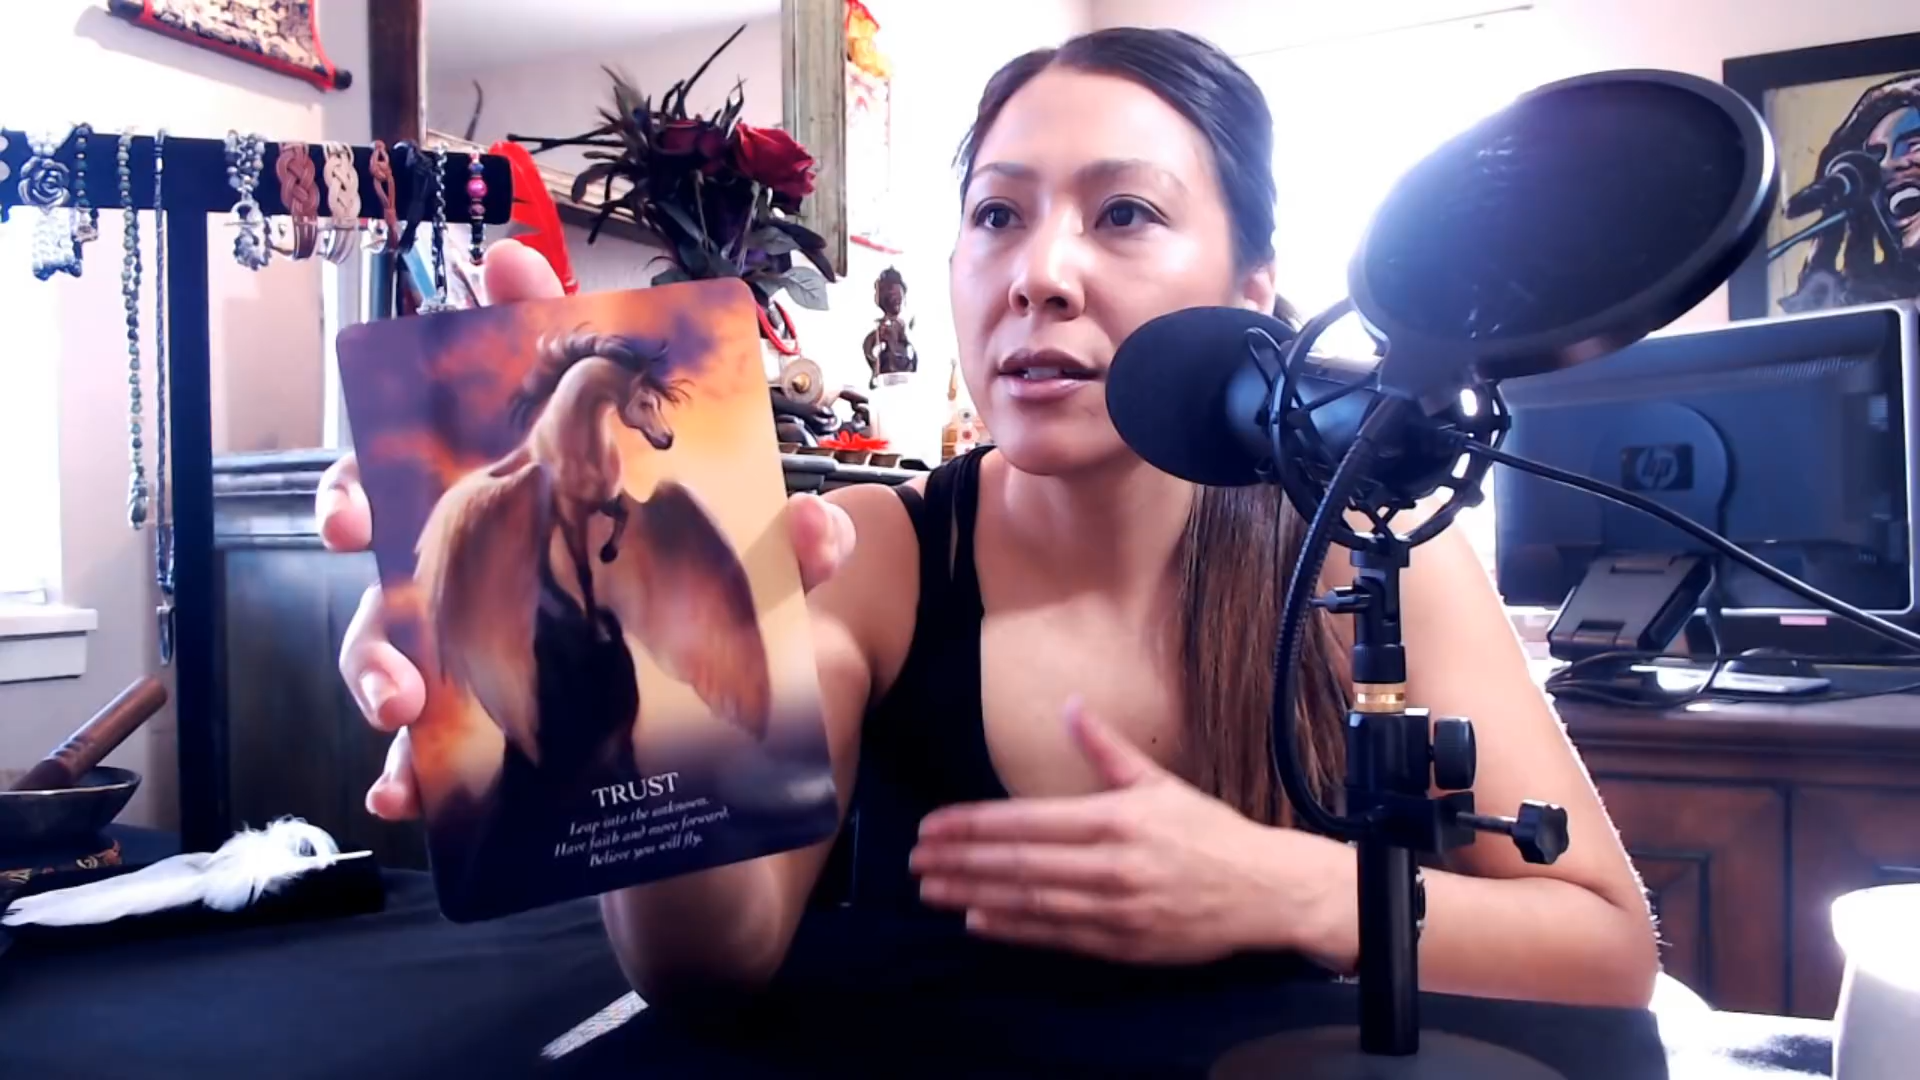 TRUST
Leap into the unknown.
Have faith and move forward.
Believe you will fly.
hp